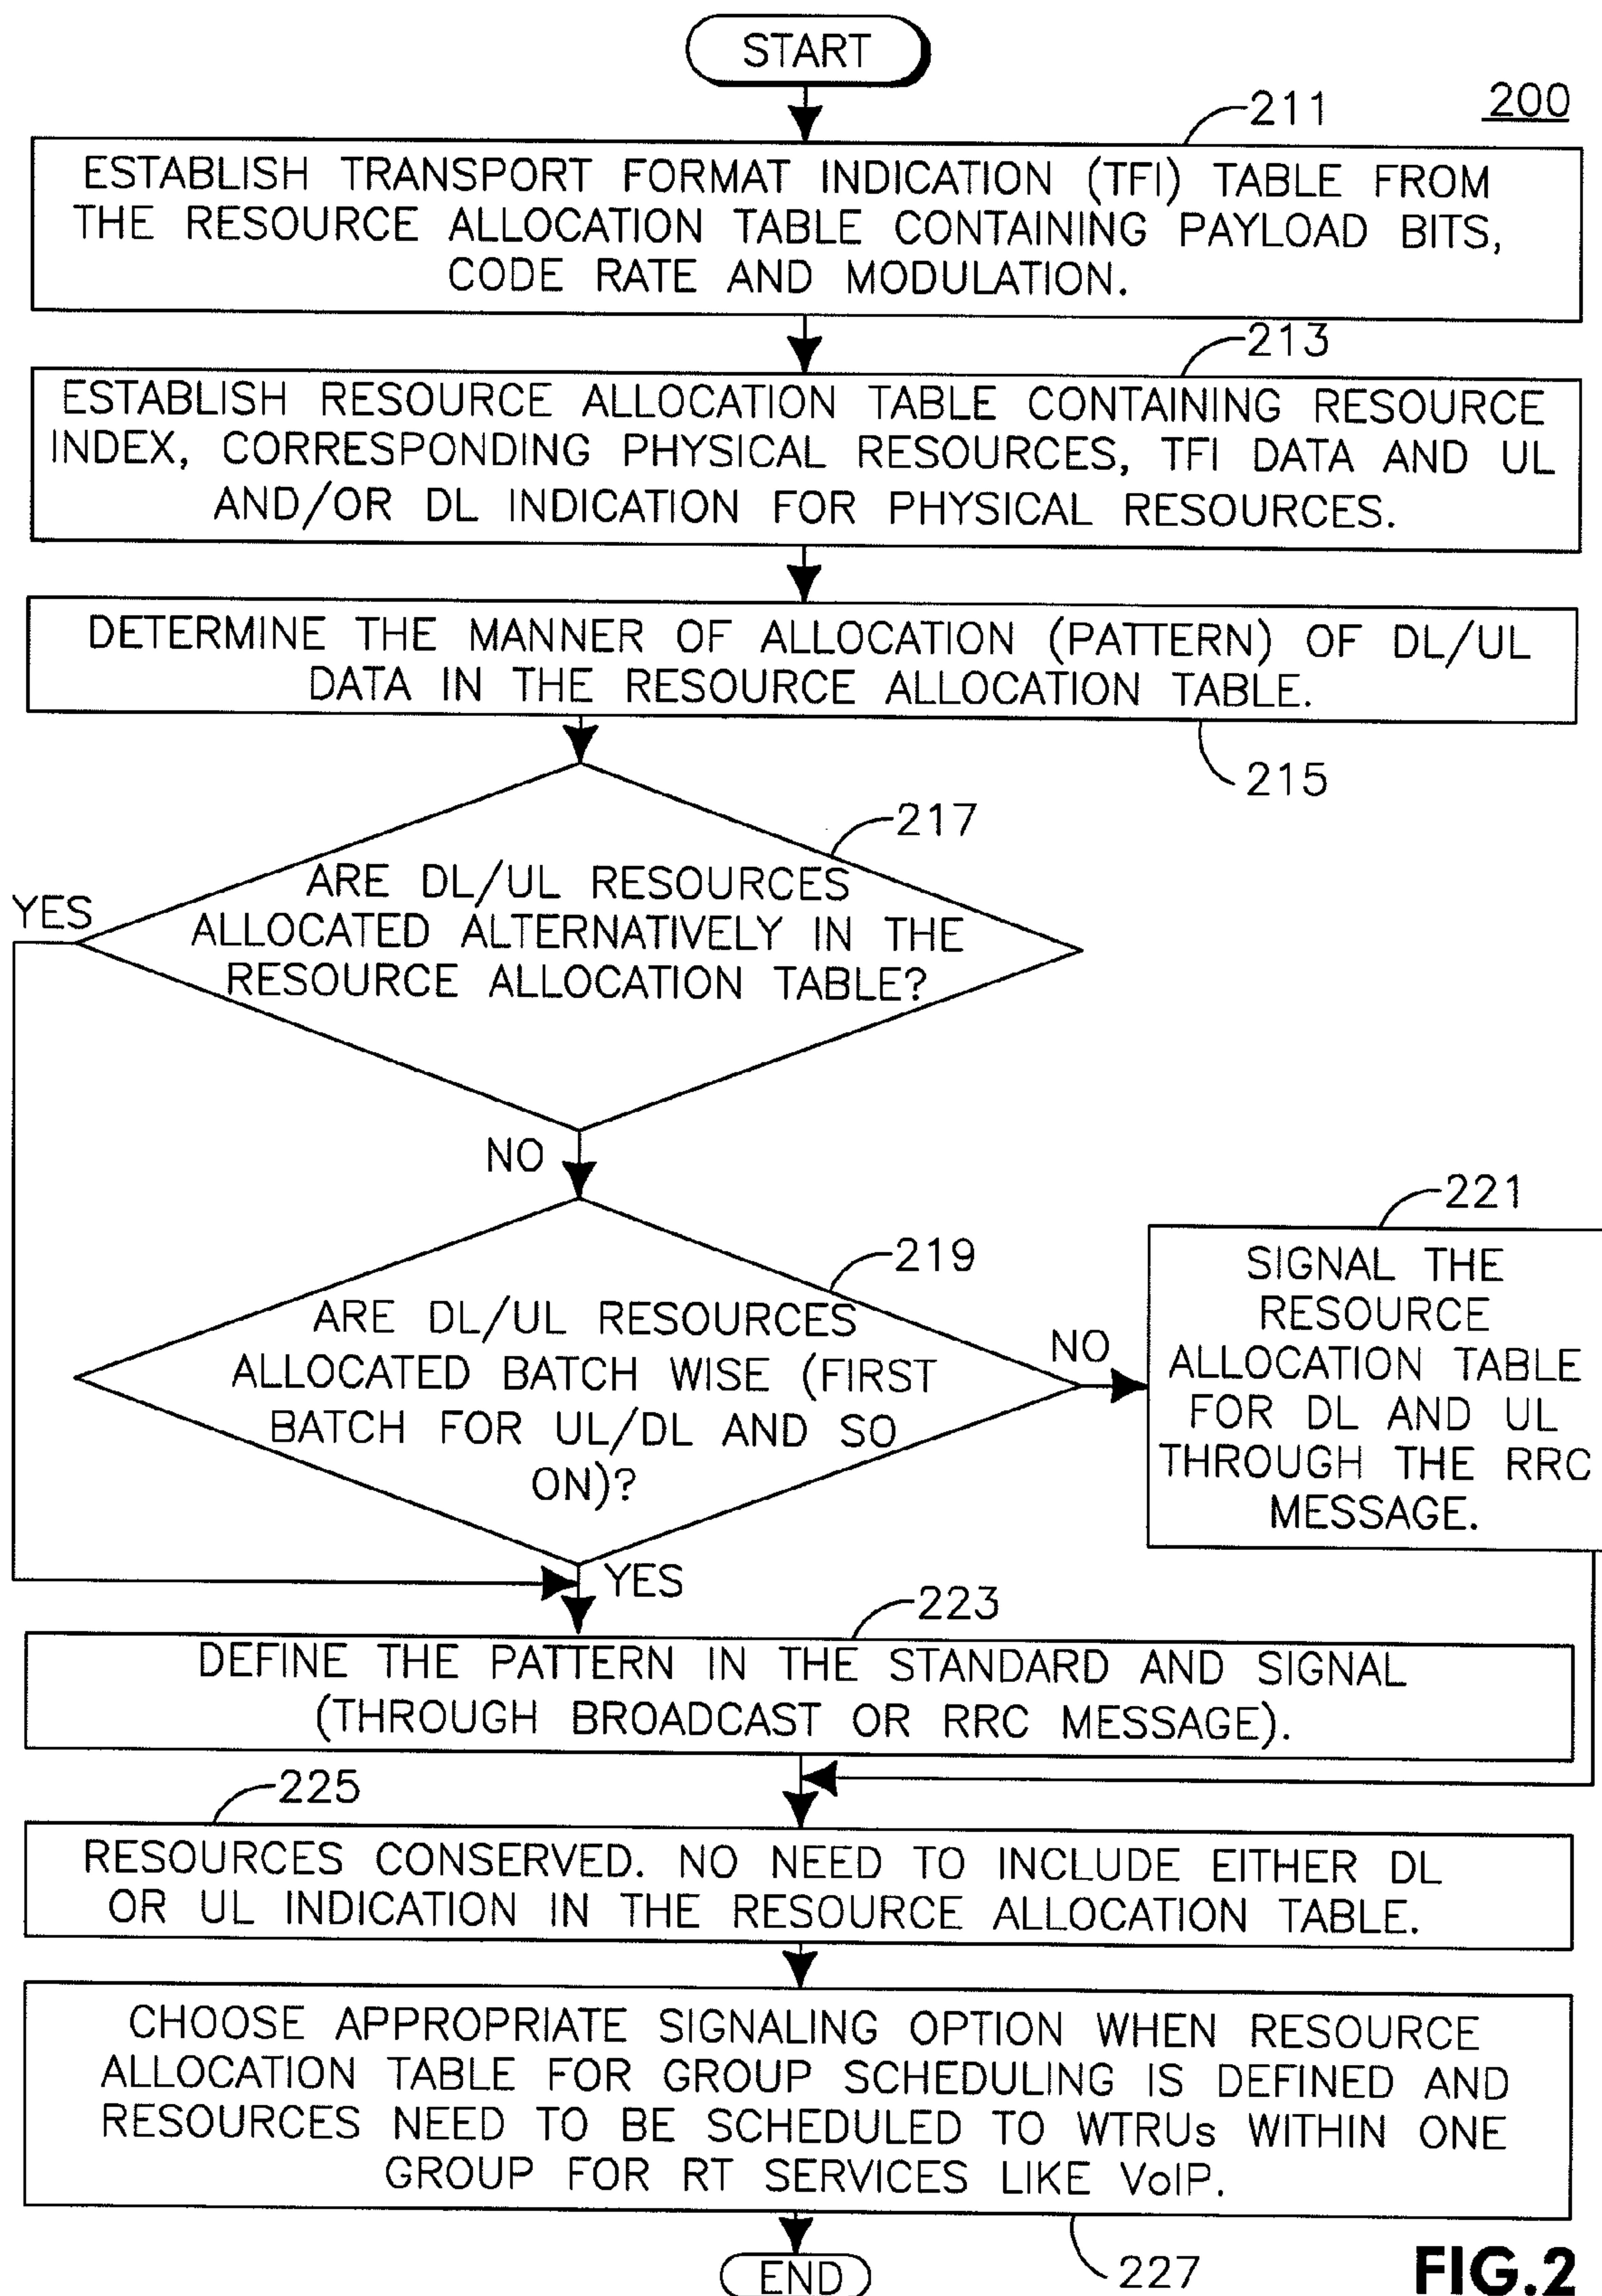 START
211
200
ESTABLISH TRANSPORT FORMAT INDICATION (TFI) TABLE FROM
THE RESOURCE ALLOCATION TABLE CONTAINING PAYLOAD BITS,
CODE RATE AND MODULATION.
213
ESTABLISH RESOURCE ALLOCATION TABLE CONTAINING RESOURCE
INDEX, CORRESPONDING PHYSICAL RESOURCES, TFI DATA AND UL
AND/OR DL INDICATION FOR PHYSICAL RESOURCES.
DETERMINE THE MANNER OF ALLOCATION (PATTERN) OF DL/UL
DATA IN THE RESOURCE ALLOCATION TABLE.
215
217
ARE DL/UL RESOURCES
ALLOCATED ALTERNATIVELY IN THE
RESOURCE ALLOCATION TABLE?
YES
NO
219
ARE DL/UL RESOURCES
ALLOCATED BATCH WISE (FIRST
BATCH FOR UL/DL AND SO
ON)?
NO
221
SIGNAL THE
RESOURCE
ALLOCATION TABLE
FOR DL AND UL
THROUGH THE RRC
MESSAGE.
YES
223
DEFINE THE PATTERN IN THE STANDARD AND SIGNAL
(THROUGH BROADCAST OR RRC MESSAGE).
225
RESOURCES CONSERVED. NO NEED TO INCLUDE EITHER DL
OR UL INDICATION IN THE RESOURCE ALLOCATION TABLE.
CHOOSE APPROPRIATE SIGNALING OPTION WHEN RESOURCE
ALLOCATION TABLE FOR GROUP SCHEDULING IS DEFINED AND
RESOURCES NEED TO BE SCHEDULED TO WTRUs WITHIN ONE
GROUP FOR RT SERVICES LIKE VoIP.
227
END
FIG.2